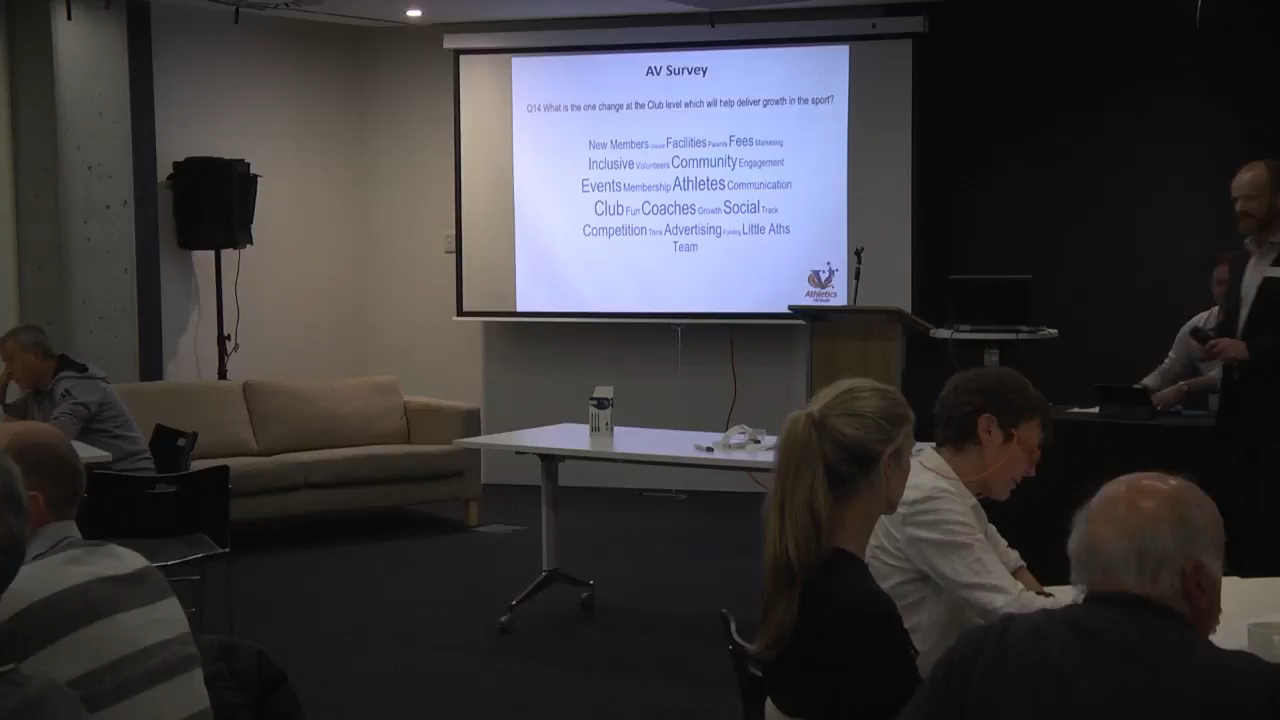 AV Survey
Q14 What is the one change at the Club level which will help deliver growth in the sport?
New Members Facilities Parents Fees Marketing
Inclusive Volunteers Community Engagement
Events Membership Athletes Communication
Club Fun Coaches Growth Social Track
Competition Think Advertising Funding Little Aths
Team
Athletics